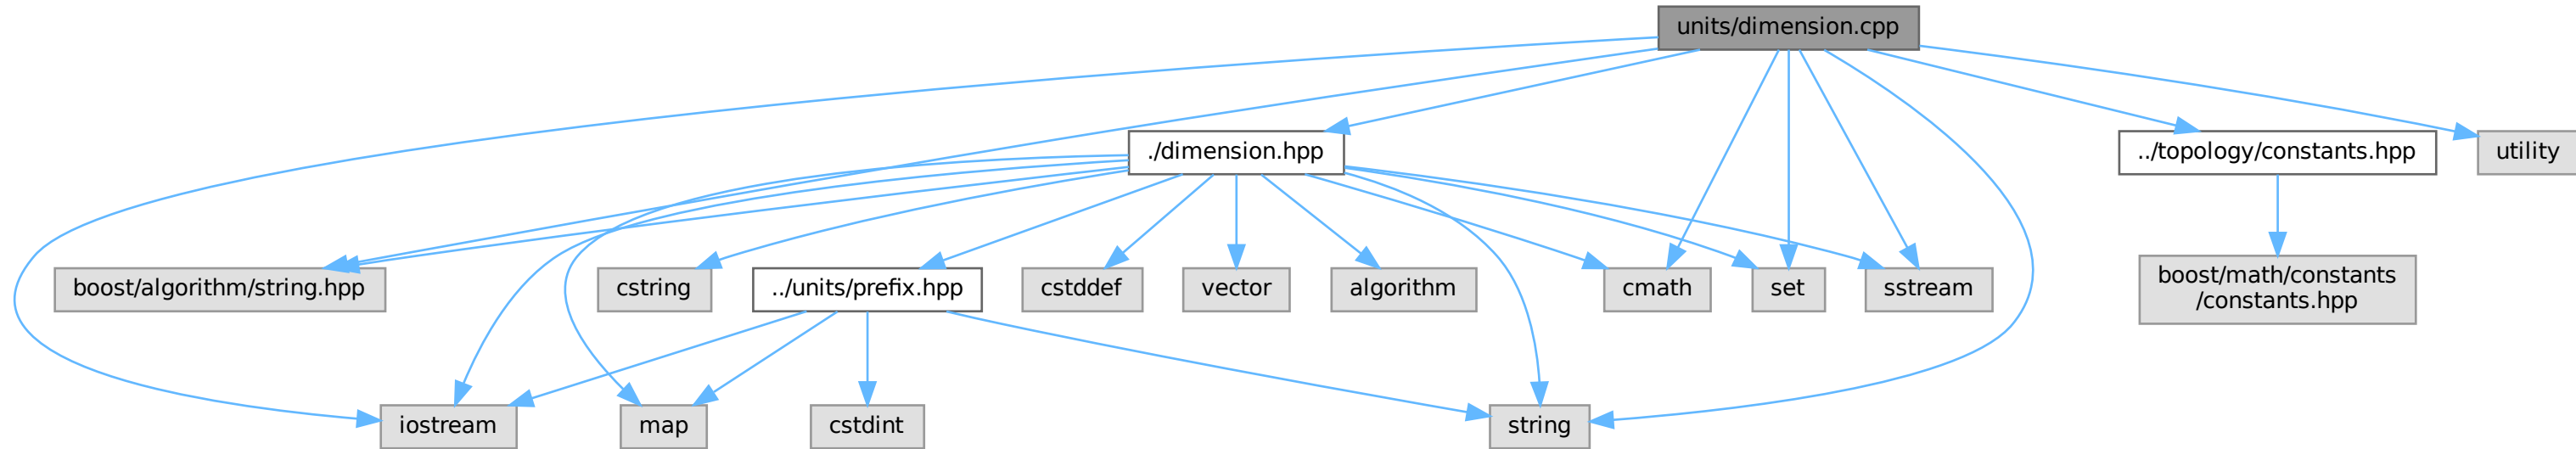 units/dimension.cpp
./dimension.hpp
../topology/constants.hpp
utility
boost/algorithm/string.hpp
cstring
../units/prefix.hpp
cstddef
vector
algorithm
cmath
set
sstream
boost/math/constants
/constants.hpp
iostream
map
cstdint
string